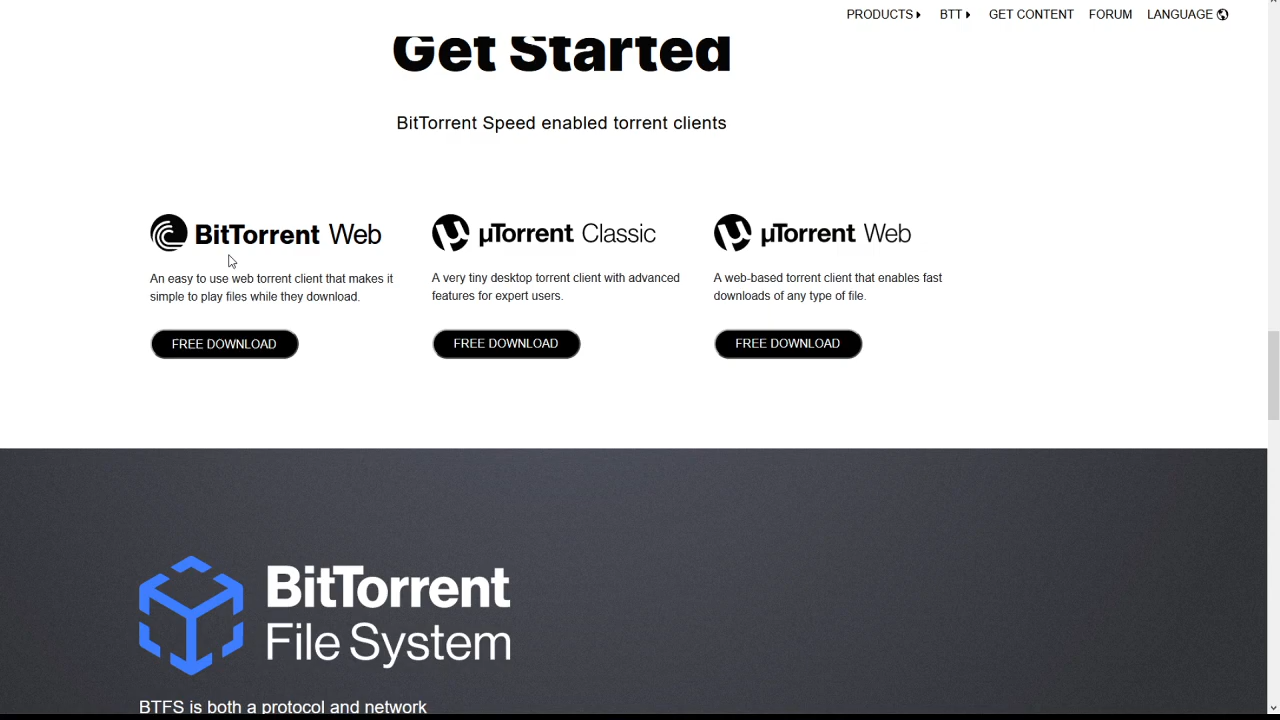 PRODUCTS BTT GET CONTENT FORUM LANGUAGE
Get Started
BitTorrent Speed enabled torrent clients
BitTorrent Web
An easy to use web torrent client that makes it
simple to play files while they download.
FREE DOWNLOAD
µTorrent Classic
A very tiny desktop torrent client with advanced
features for expert users.
FREE DOWNLOAD
µTorrent Web
A web-based torrent client that enables fast
downloads of any type of file.
FREE DOWNLOAD
BitTorrent
File System
BTFS is both a protocol and network